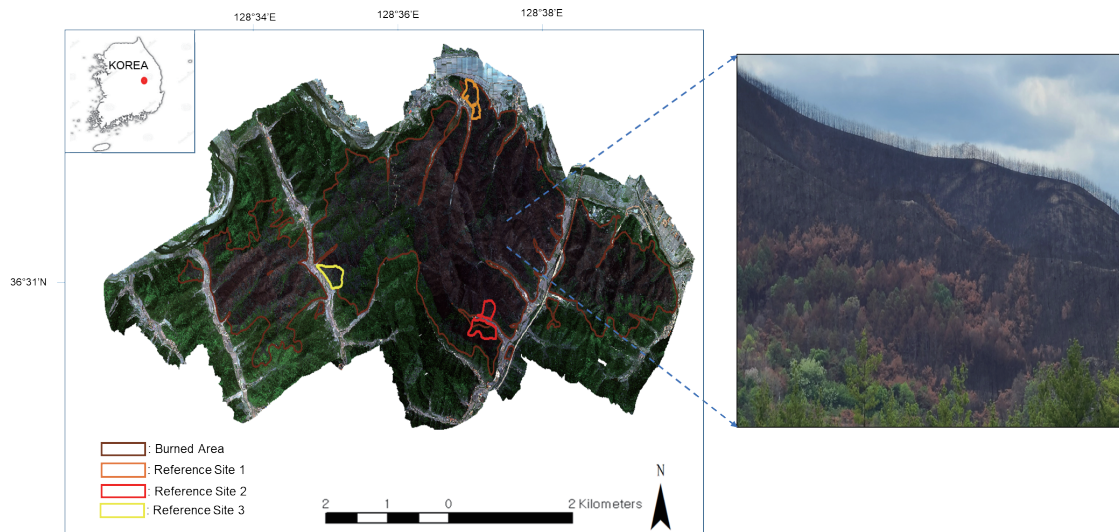 128°34'E
128°36'E
128°38'E
KOREA
36°31'N
: Burned Area
: Reference Site 1
: Reference Site 2
: Reference Site 3
N
2 1 0 2 Kilometers